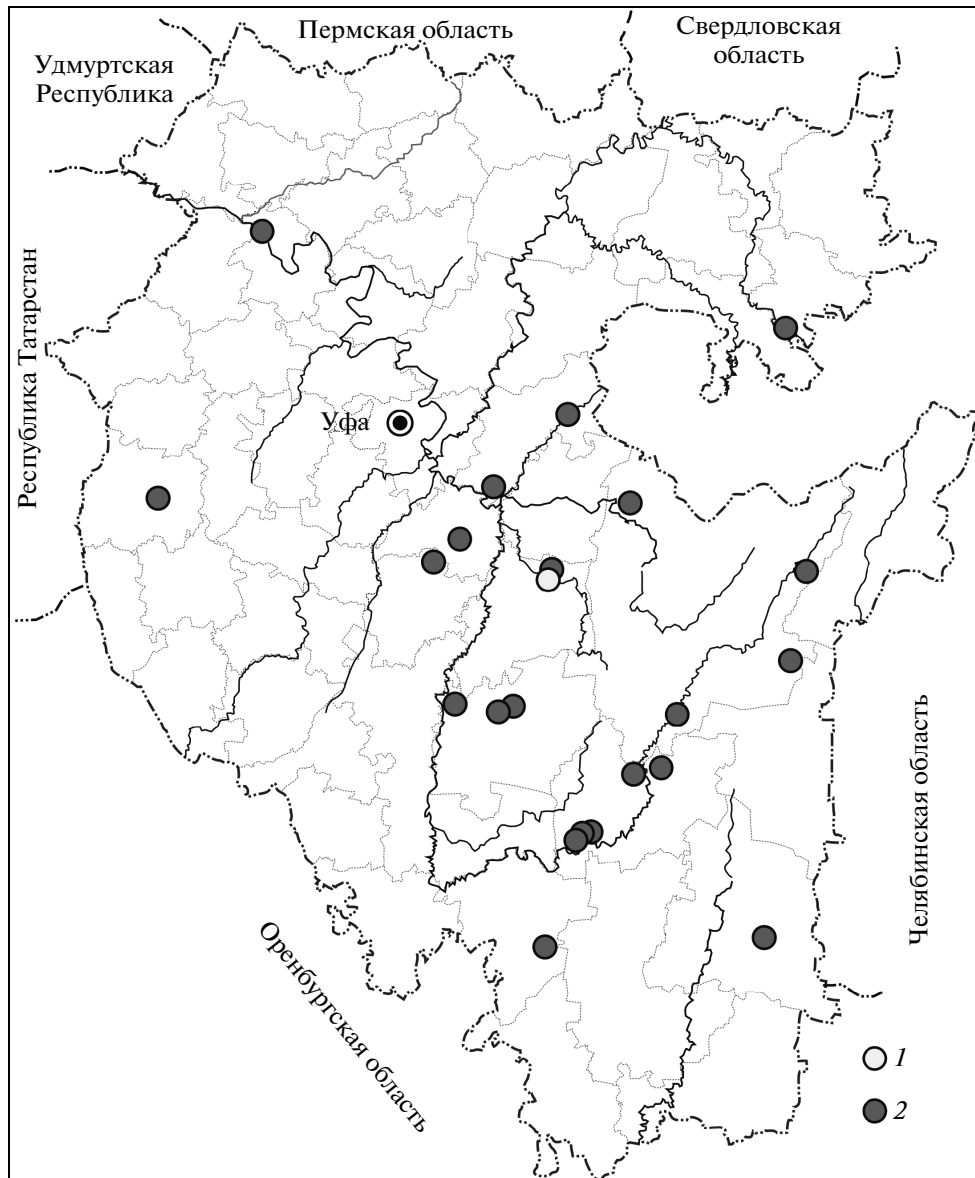 Пермская область
Свердловская
область
Удмуртская
Республика
Республика Татарстан
Уфа
Челябинская область
Оренбургская область
1
2